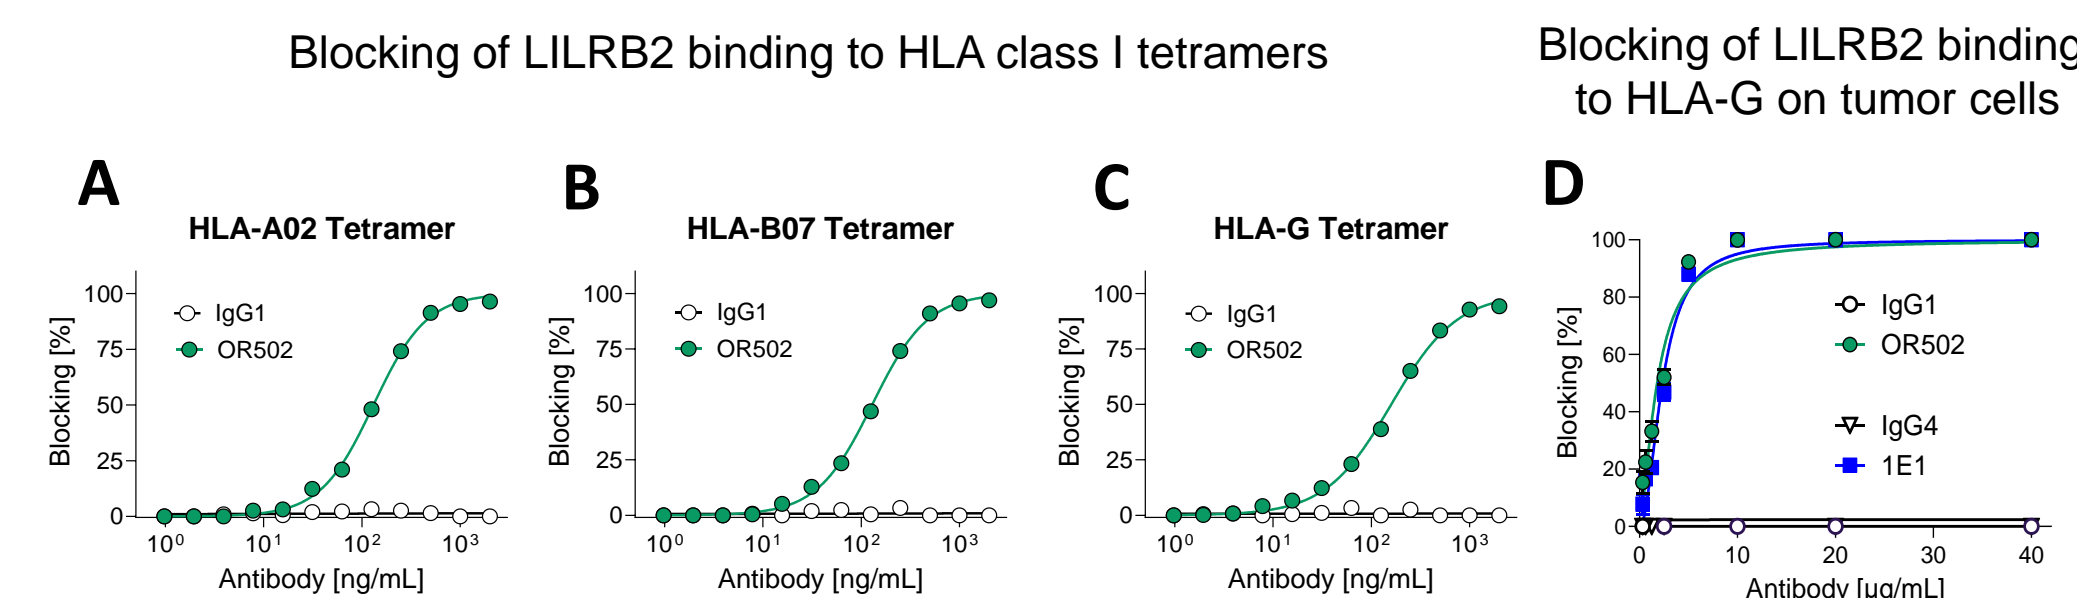 Blocking of LILRB2 binding to HLA class I tetramers
Blocking of LILRB2 binding
to HLA-G on tumor cells
A
HLA-A02 Tetramer
Blocking [%]
100
75
50
25
0
IgG1
OR502
10⁰ 10¹ 10² 10³
Antibody [ng/mL]
B
HLA-B07 Tetramer
Blocking [%]
100
75
50
25
0
IgG1
OR502
10⁰ 10¹ 10² 10³
Antibody [ng/mL]
C
HLA-G Tetramer
Blocking [%]
100
75
50
25
0
IgG1
OR502
10⁰ 10¹ 10² 10³
Antibody [ng/mL]
D
Blocking [%]
100
80
60
40
20
0
IgG1
OR502
IgG4
1E1
0 10 20 30 40
Antibody [µg/mL]